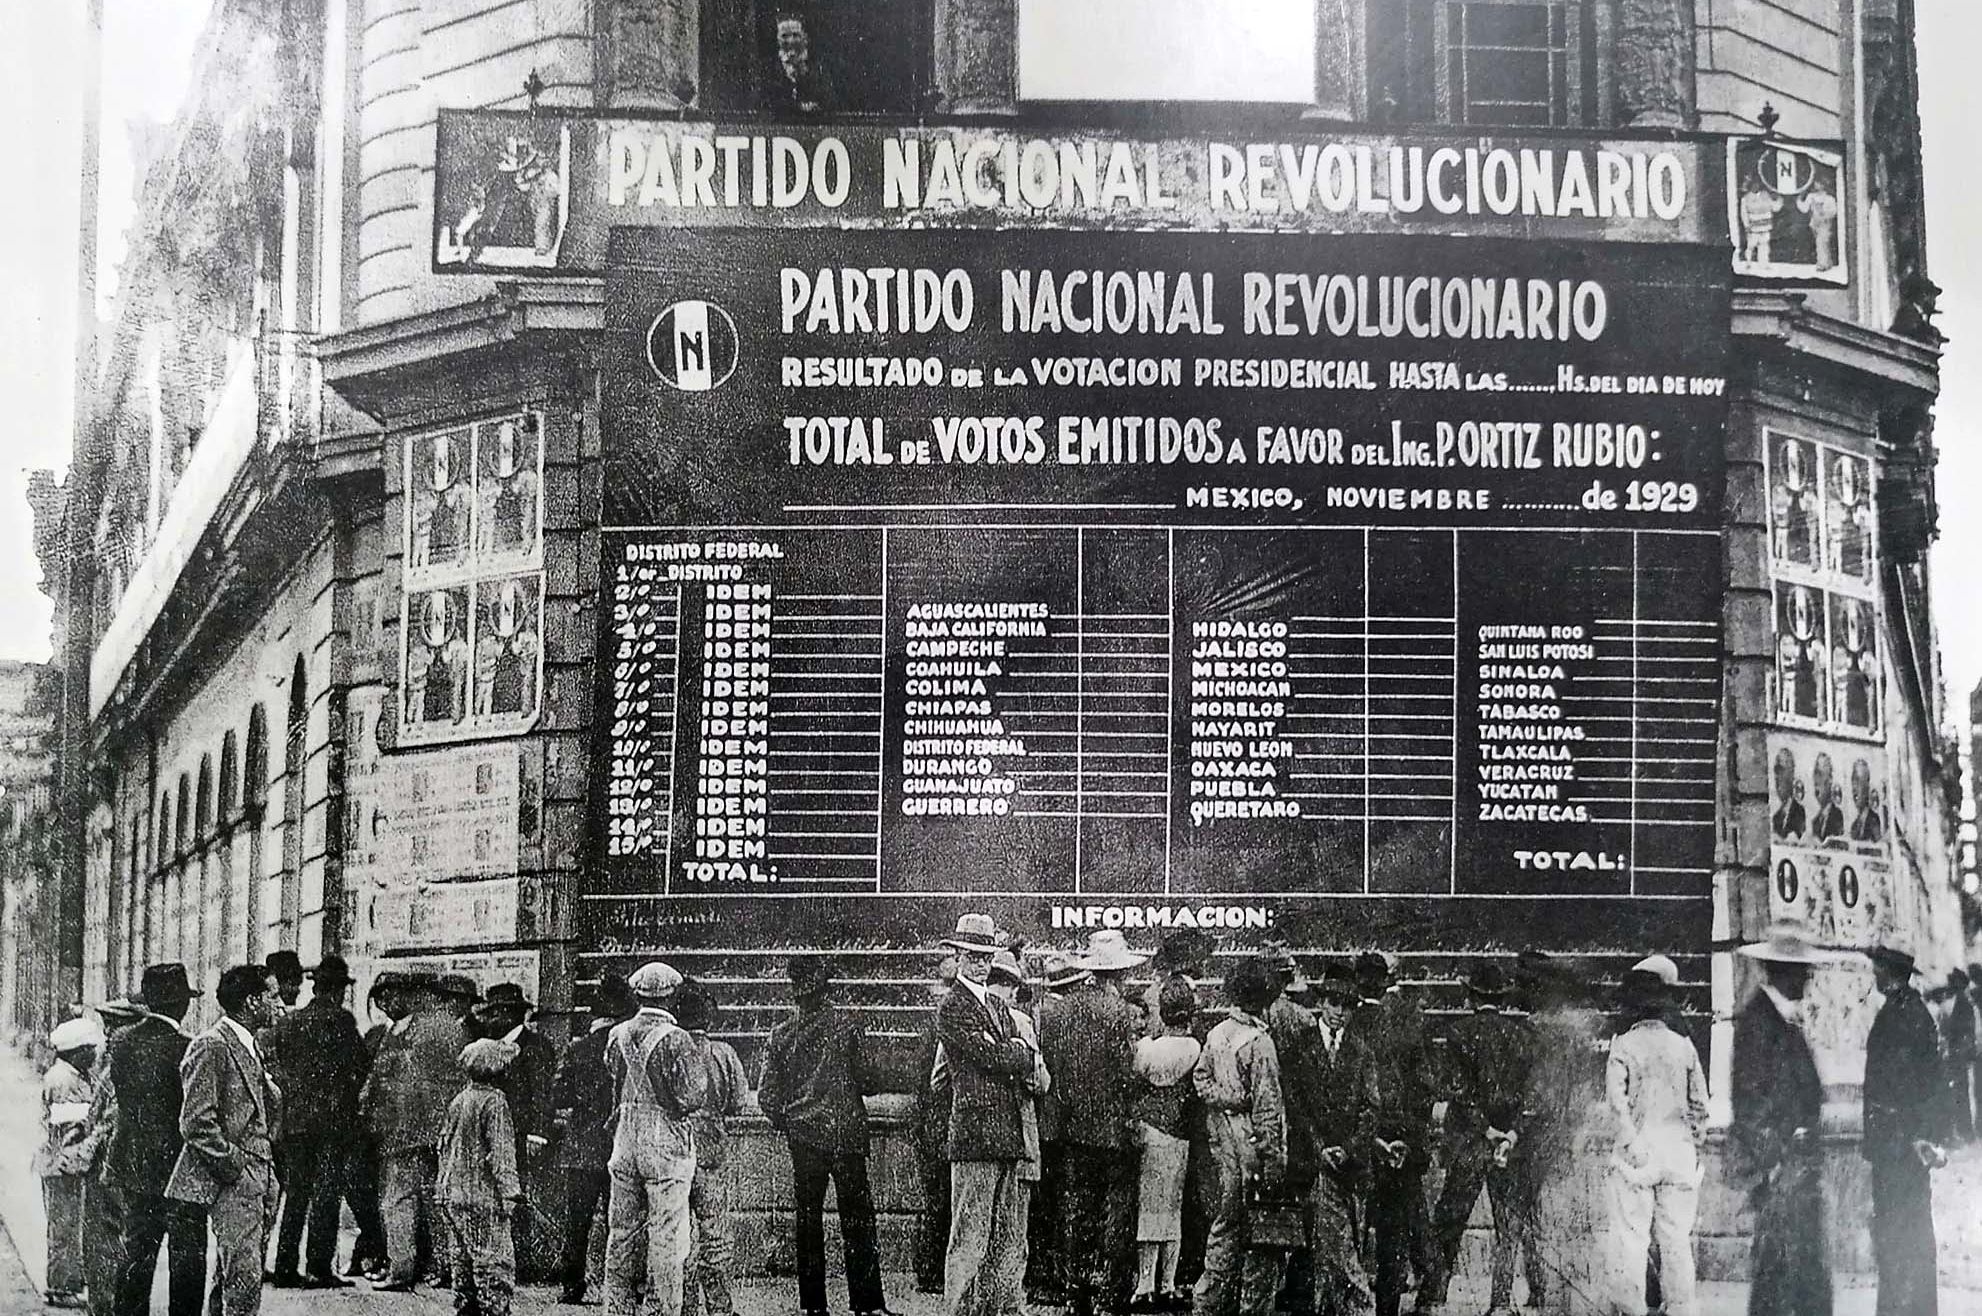 PARTIDO NACIONAL REVOLUCIONARIO
N
N
PARTIDO NACIONAL REVOLUCIONARIO
RESULTADO DE LA VOTACION PRESIDENCIAL HASTA LAS.......HS. DEL DIA DE HOY
TOTAL DE VOTOS EMITIDOS A FAVOR DEL ING. P. ORTIZ RUBIO:
MEXICO, NOVIEMBRE ..........de 1929
DISTRITO FEDERAL
1/er DISTRITO
2/o IDEM
3/o IDEM
4/o IDEM
5/o IDEM
6/o IDEM
7/o IDEM
8/o IDEM
9/o IDEM
10/o IDEM
11/o IDEM
12/o IDEM
13/o IDEM
14/o IDEM
15/o IDEM
TOTAL:
AGUASCALIENTES
BAJA CALIFORNIA
CAMPECHE
COAHUILA
COLIMA
CHIAPAS
CHIHUAHUA
DISTRITO FEDERAL
DURANGO
GUANAJUATO
GUERRERO
HIDALGO
JALISCO
MEXICO
MICHOACAN
MORELOS
NAYARIT
NUEVO LEON
OAXACA
PUEBLA
QUERETARO
QUINTANA ROO
SAN LUIS POTOSI
SINALOA
SONORA
TABASCO
TAMAULIPAS
TLAXCALA
VERACRUZ
YUCATAN
ZACATECAS
TOTAL:
INFORMACION: